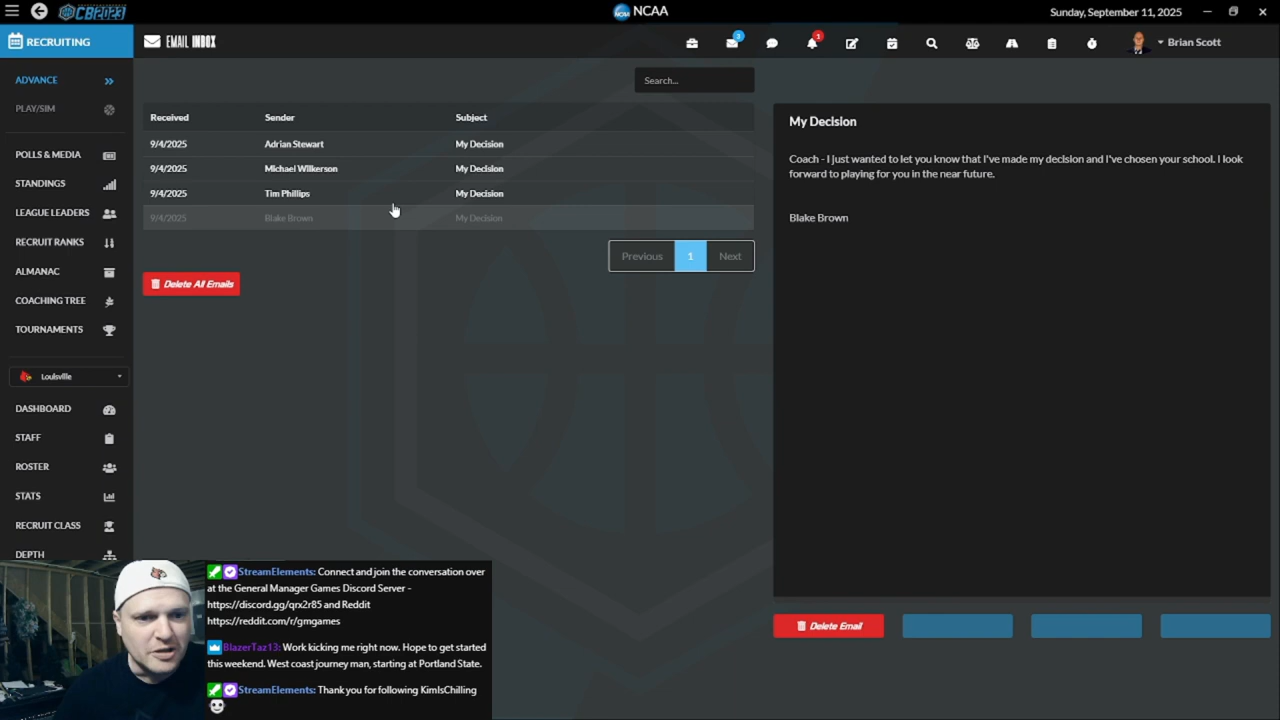 CB2023
NCAA
Sunday, September 11, 2025
RECRUITING
EMAIL INBOX
3
1
Brian Scott
ADVANCE
PLAY/SIM
POLLS & MEDIA
STANDINGS
LEAGUE LEADERS
RECRUIT RANKS
ALMANAC
COACHING TREE
TOURNAMENTS
Louisville
DASHBOARD
STAFF
ROSTER
STATS
RECRUIT CLASS
DEPTH
Search...
Received Sender Subject
9/4/2025 Adrian Stewart My Decision
9/4/2025 Michael Wilkerson My Decision
9/4/2025 Tim Phillips My Decision
9/4/2025 Blake Brown My Decision
Previous 1 Next
Delete All Emails
My Decision
Coach - I just wanted to let you know that I've made my decision and I've chosen your school. I look
forward to playing for you in the near future.
Blake Brown
Delete Email
StreamElements: Connect and join the conversation over
at the General Manager Games Discord Server -
https://discord.gg/qrx2r85 and Reddit
https://reddit.com/r/gmgames
BlazerTaz13: Work kicking me right now. Hope to get started
this weekend. West coast journey man, starting at Portland State.
StreamElements: Thank you for following KimIsChilling